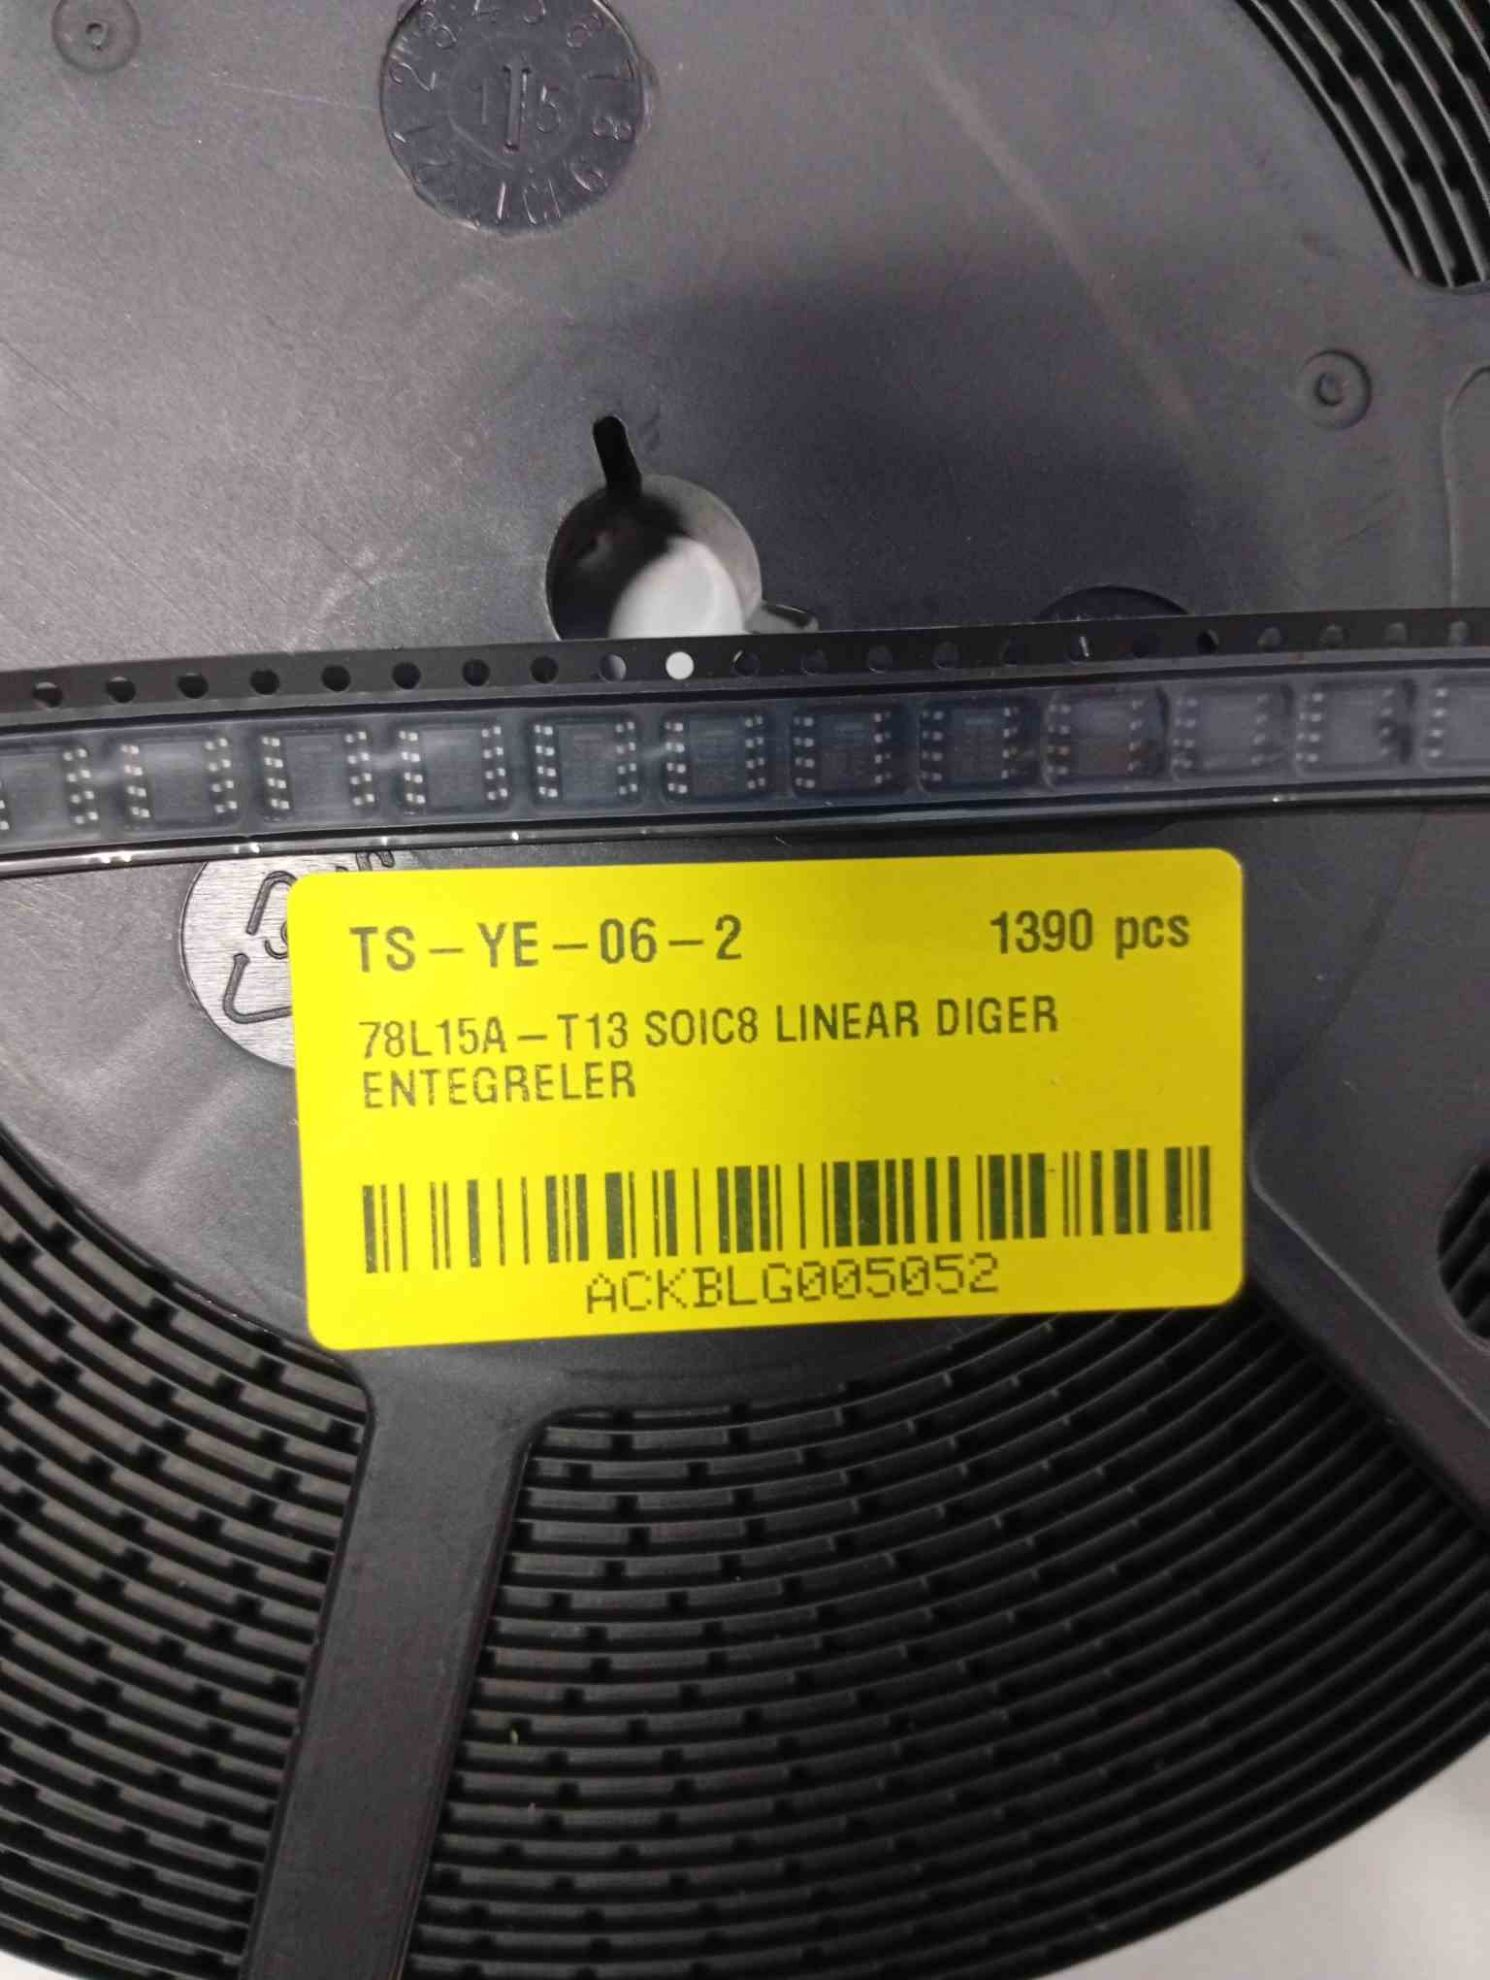 TS-YE-06-2 1390 pcs
78L15A-T13 SOIC8 LINEAR DIGER
ENTEGRELER
ACKBLG005052